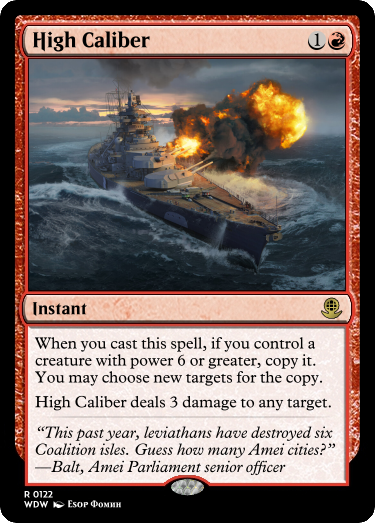 High Caliber 1
Instant
When you cast this spell, if you control a
creature with power 6 or greater, copy it.
You may choose new targets for the copy.
High Caliber deals 3 damage to any target.
“This past year, leviathans have destroyed six
Coalition isles. Guess how many Amei cities?”
—Balt, Amei Parliament senior officer
R 0122
WDW Egor Фомин